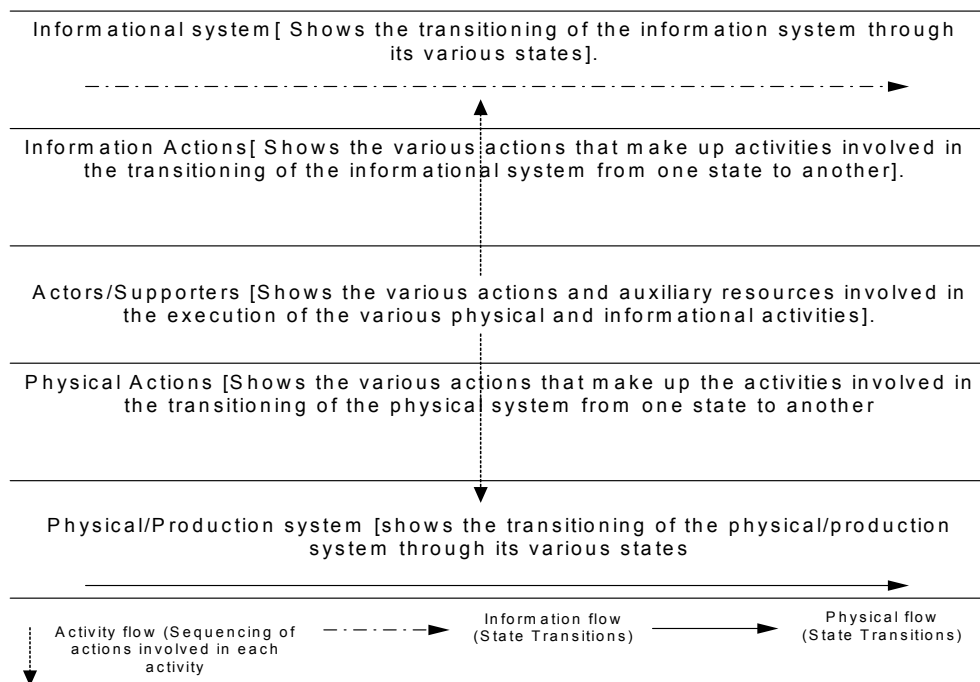 Informational system[ Shows the transitioning of the information system through
its various states].
Information Actions[ Shows the various actions that make up activities involved in
the transitioning of the informational system from one state to another].
Actors/Supporters [Shows the various actions and auxiliary resources involved in
the execution of the various physical and informational activities].
Physical Actions [Shows the various actions that make up the activities involved in
the transitioning of the physical system from one state to another
Physical/Production system [shows the transitioning of the physical/production
system through its various states
Activity flow (Sequencing of
actions involved in each
activity
Information flow
(State Transitions)
Physical flow
(State Transitions)